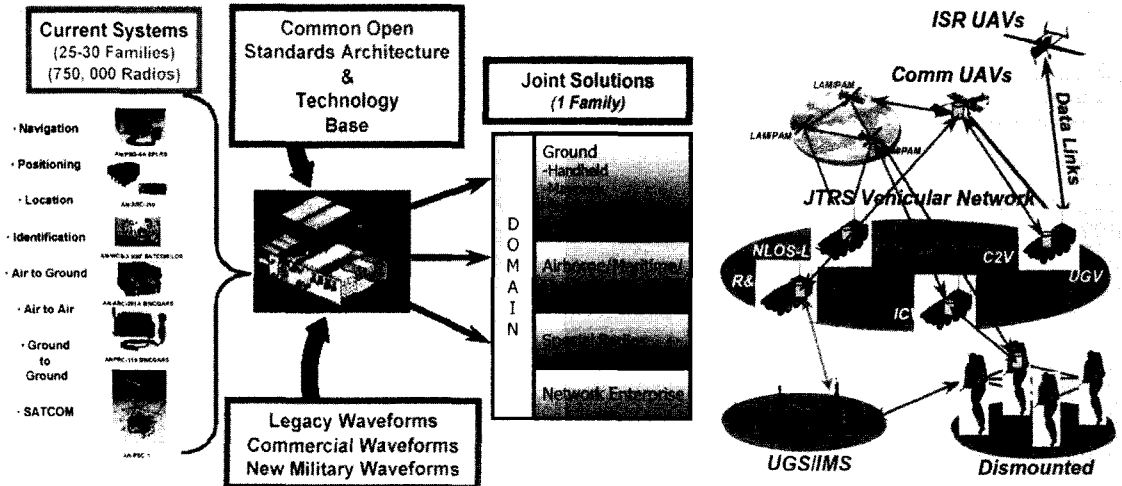 Current Systems
(25-30 Families)
(750, 000 Radios)
· Navigation
· Positioning
· Location
· Identification
· Air to Ground
· Air to Air
· Ground
to
Ground
· SATCOM
Common Open
Standards Architecture
&
Technology
Base
Legacy Waveforms
Commercial Waveforms
New Military Waveforms
Joint Solutions
(1 Family)
DOMAIN
Ground
-Handheld
Airborne/Maritime/
Network Enterprise
ISR UAVs
Comm UAVs
Data Links
LAM/PAM
LAM/PAM
JTRS Vehicular Network
NLOS-L
C2V
R&
UGV
IC
UGS/IMS
Dismounted